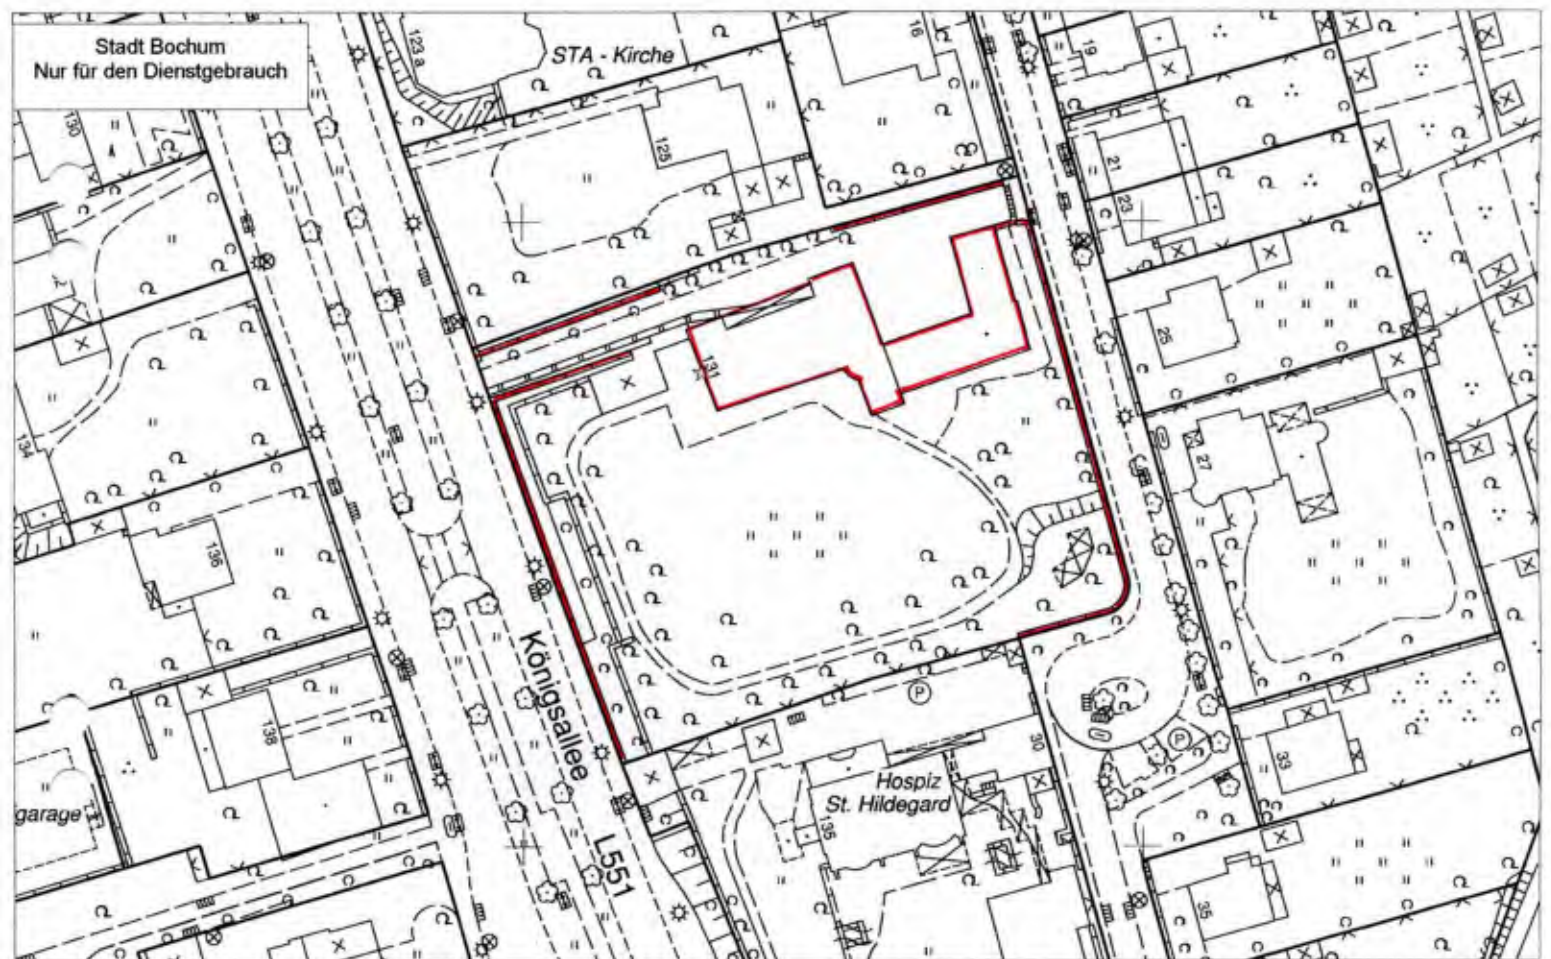 Stadt Bochum
Nur für den Dienstgebrauch
STA - Kirche
123 a
16
19
130
125
21
23
25
131
134
27
136
Königsallee
138
30
Hospiz
St. Hildegard
P
P
33
garage
135
L551
35